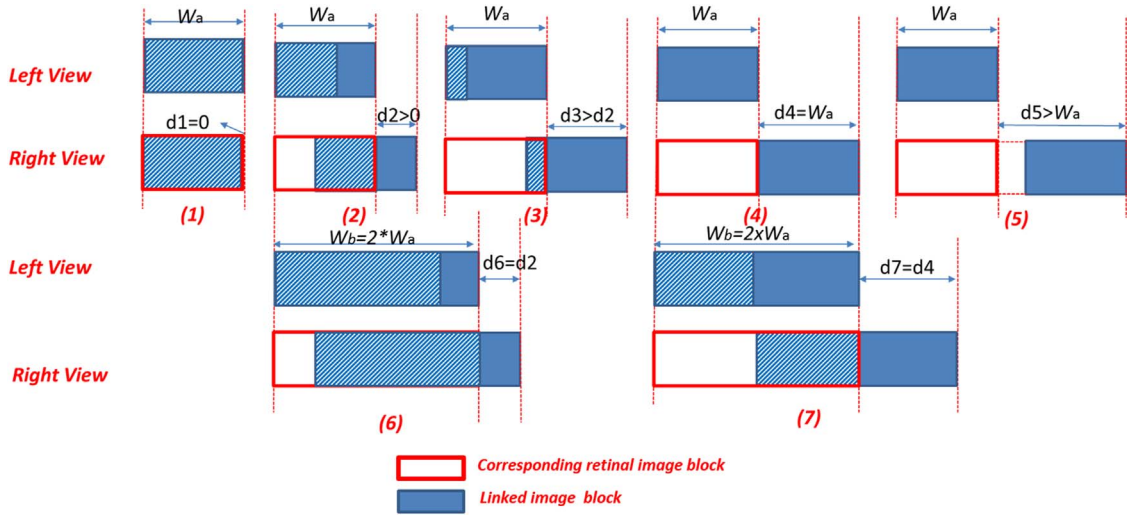 Wa Wa Wa Wa Wa
Left View
d1=0 d2>0 d3>d2 d4=Wa d5>Wa
Right View
(1) (2) (3) (4) (5)
Wb=2*Wa Wb=2xWa
Left View d6=d2 d7=d4
Right View
(6) (7)
Corresponding retinal image block
Linked image block